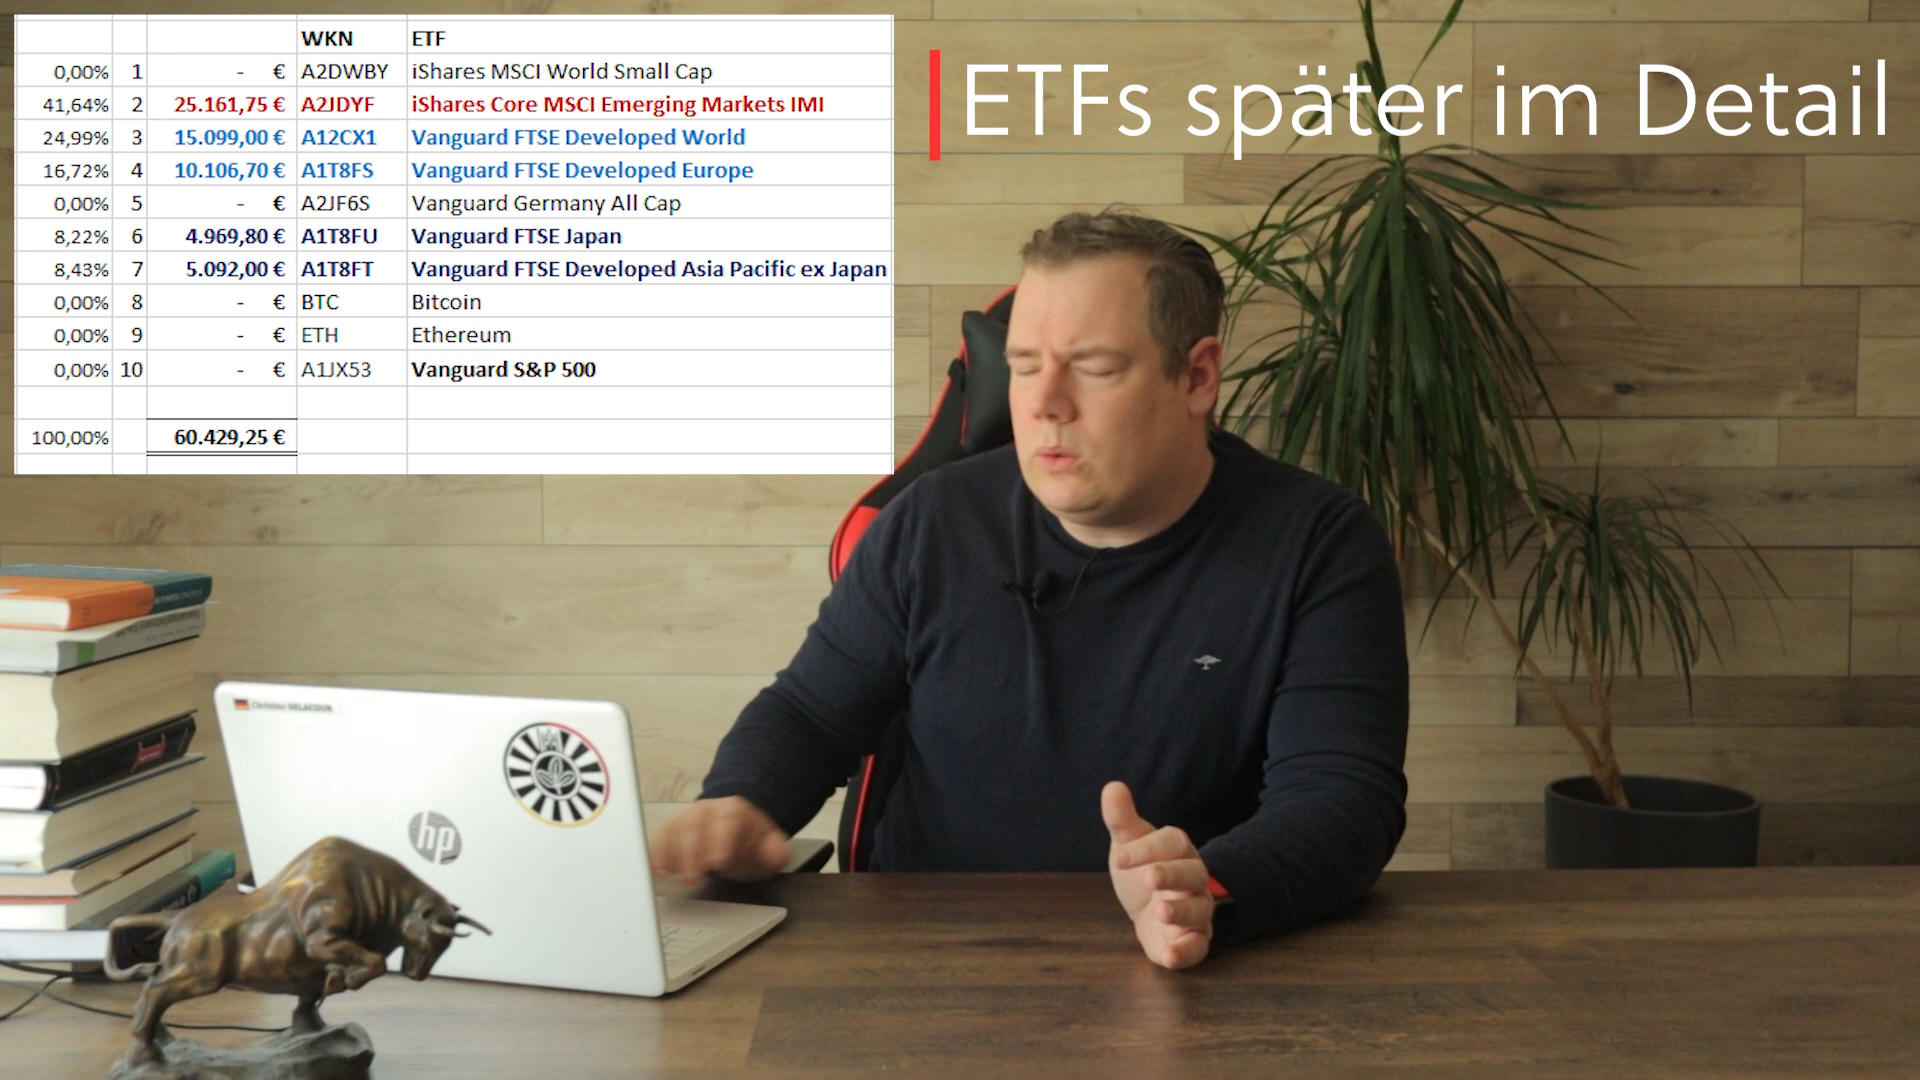 WKN ETF
0,00% 1 - € A2DWBY iShares MSCI World Small Cap
41,64% 2 25.161,75 € A2JDYF iShares Core MSCI Emerging Markets IMI
24,99% 3 15.099,00 € A12CX1 Vanguard FTSE Developed World
16,72% 4 10.106,70 € A1T8FS Vanguard FTSE Developed Europe
0,00% 5 - € A2JF6S Vanguard Germany All Cap
8,22% 6 4.969,80 € A1T8FU Vanguard FTSE Japan
8,43% 7 5.092,00 € A1T8FT Vanguard FTSE Developed Asia Pacific ex Japan
0,00% 8 - € BTC Bitcoin
0,00% 9 - € ETH Ethereum
0,00% 10 - € A1JX53 Vanguard S&P 500
100,00% 60.429,25 €
ETFs später im Detail
Christian DELACOUR
hp